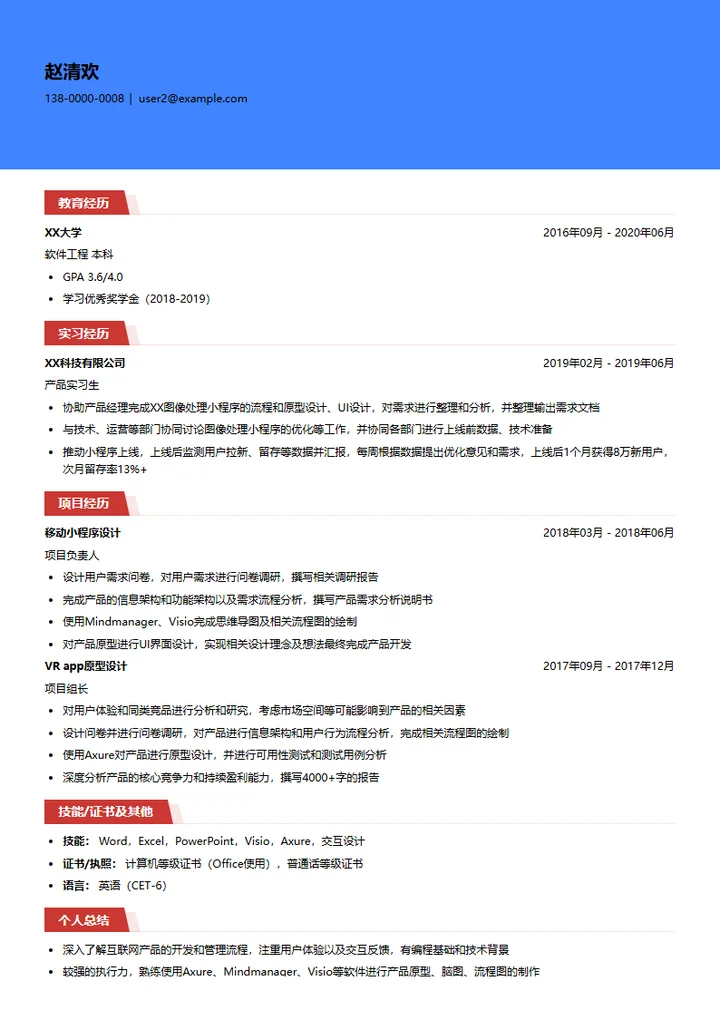 赵清欢
138-0000-0008 | user2@example.com
教育经历
XX大学 2016年09月 - 2020年06月
软件工程 本科
• GPA 3.6/4.0
• 学习优秀奖学金（2018-2019）
实习经历
XX科技有限公司 2019年02月 - 2019年06月
产品实习生
• 协助产品经理完成XX图像处理小程序的流程和原型设计、UI设计，对需求进行整理和分析，并整理输出需求文档
• 与技术、运营等部门协同讨论图像处理小程序的优化等工作，并协同各部门进行上线前数据、技术准备
• 推动小程序上线，上线后监测用户拉新、留存等数据并汇报，每周根据数据提出优化意见和需求，上线后1个月获得8万新用户，
次月留存率13%+
项目经历
移动小程序设计 2018年03月 - 2018年06月
项目负责人
• 设计用户需求问卷，对用户需求进行问卷调研，撰写相关调研报告
• 完成产品的信息架构和功能架构以及需求流程分析，撰写产品需求分析说明书
• 使用Mindmanager、Visio完成思维导图及相关流程图的绘制
• 对产品原型进行UI界面设计，实现相关设计理念及想法最终完成产品开发
VR app原型设计 2017年09月 - 2017年12月
项目组长
• 对用户体验和同类竞品进行分析和研究，考虑市场空间等可能影响到产品的相关因素
• 设计问卷并进行问卷调研，对产品进行信息架构和用户行为流程分析，完成相关流程图的绘制
• 使用Axure对产品进行原型设计，并进行可用性测试和测试用例分析
• 深度分析产品的核心竞争力和持续盈利能力，撰写4000+字的报告
技能/证书及其他
• 技能： Word，Excel，PowerPoint，Visio，Axure，交互设计
• 证书/执照： 计算机等级证书（Office使用），普通话等级证书
• 语言： 英语（CET-6）
个人总结
• 深入了解互联网产品的开发和管理流程，注重用户体验以及交互反馈，有编程基础和技术背景
• 较强的执行力，熟练使用Axure、Mindmanager、Visio等软件进行产品原型、脑图、流程图的制作